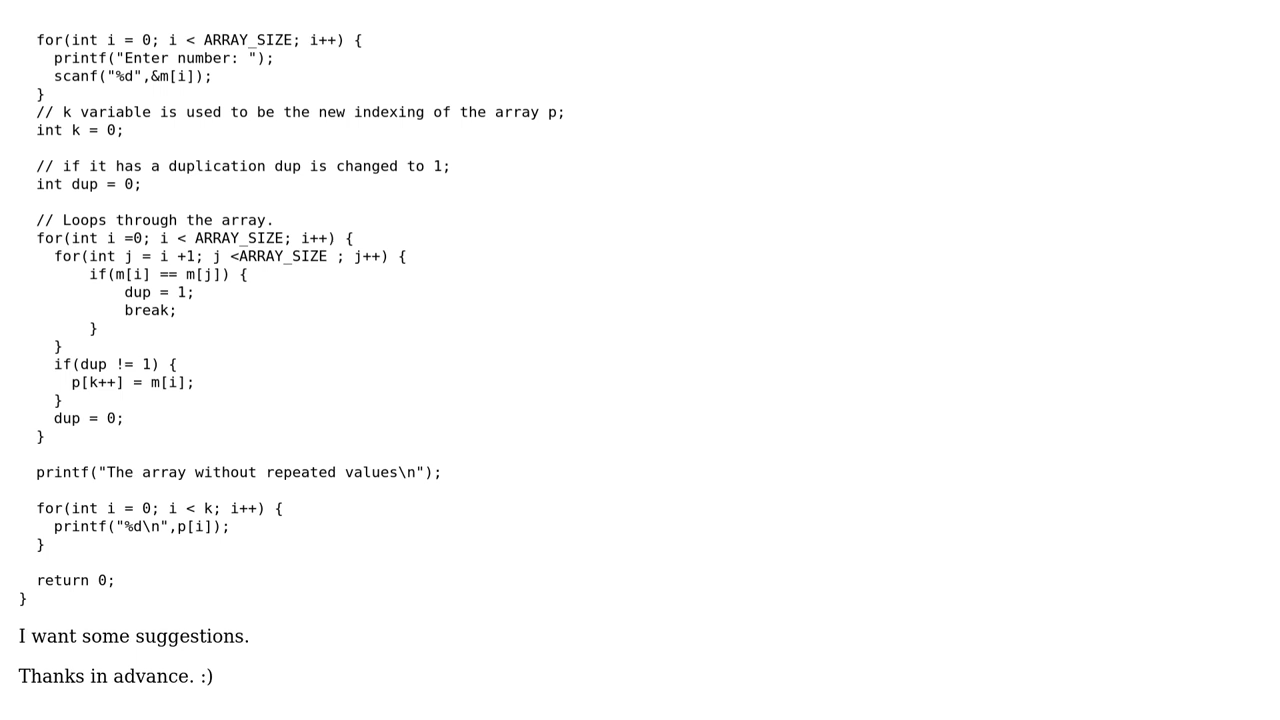 for(int i = 0; i < ARRAY_SIZE; i++) {
printf("Enter number: ");
scanf("%d",&m[i]);
}
// k variable is used to be the new indexing of the array p;
int k = 0;
// if it has a duplication dup is changed to 1;
int dup = 0;
// Loops through the array.
for(int i =0; i < ARRAY_SIZE; i++) {
for(int j = i +1; j <ARRAY_SIZE ; j++) {
if(m[i] == m[j]) {
dup = 1;
break;
}
}
if(dup != 1) {
p[k++] = m[i];
}
dup = 0;
}
printf("The array without repeated values\n");
for(int i = 0; i < k; i++) {
printf("%d\n",p[i]);
}
return 0;
}
I want some suggestions.
Thanks in advance. :)